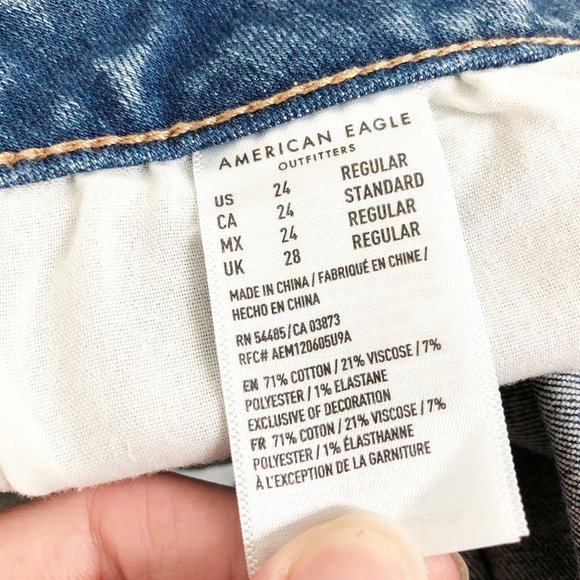 AMERICAN EAGLE
OUTFITTERS
US 24 REGULAR
CA 24 STANDARD
MX 24 REGULAR
UK 28 REGULAR
MADE IN CHINA / FABRIQUÉ EN CHINE /
HECHO EN CHINA
RN 54485/CA 03873
RFC# AEM120605U9A
EN 71% COTTON / 21% VISCOSE / 7%
POLYESTER / 1% ELASTANE
EXCLUSIVE OF DECORATION
FR 71% COTON / 21% VISCOSE / 7%
POLYESTER / 1% ÉLASTHANNE
À L'EXCEPTION DE LA GARNITURE